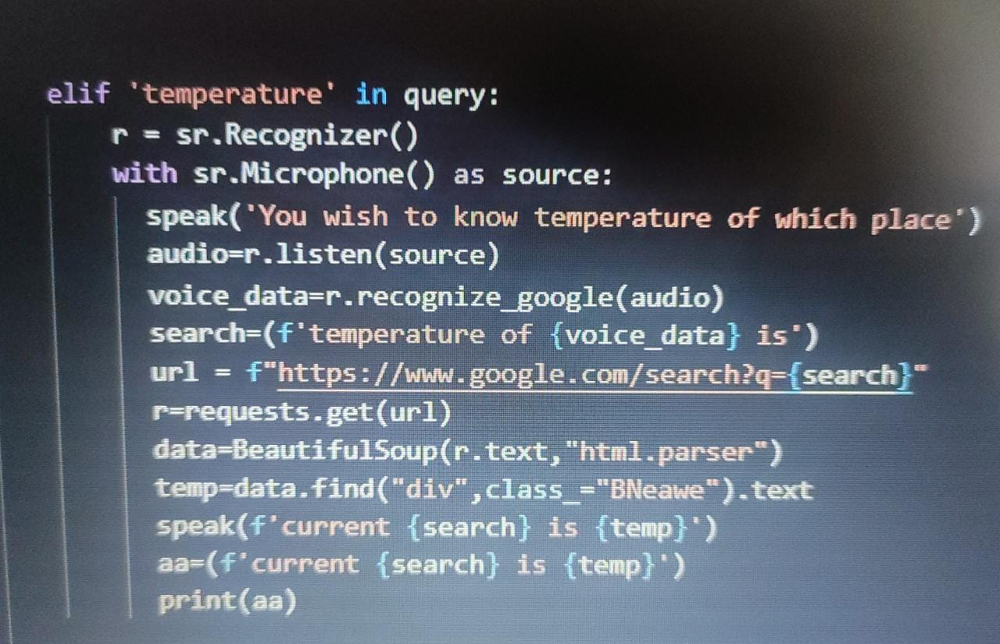 elif 'temperature' in query:
r = sr.Recognizer()
with sr.Microphone() as source:
speak('You wish to know temperature of which place')
audio=r.listen(source)
voice_data=r.recognize_google(audio)
search=(f'temperature of {voice_data} is')
url = f"https://www.google.com/search?q={search}"
r=requests.get(url)
data=BeautifulSoup(r.text,"html.parser")
temp=data.find("div",class_="BNeawe").text
speak(f'current {search} is {temp}')
aa=(f'current {search} is {temp}')
print(aa)